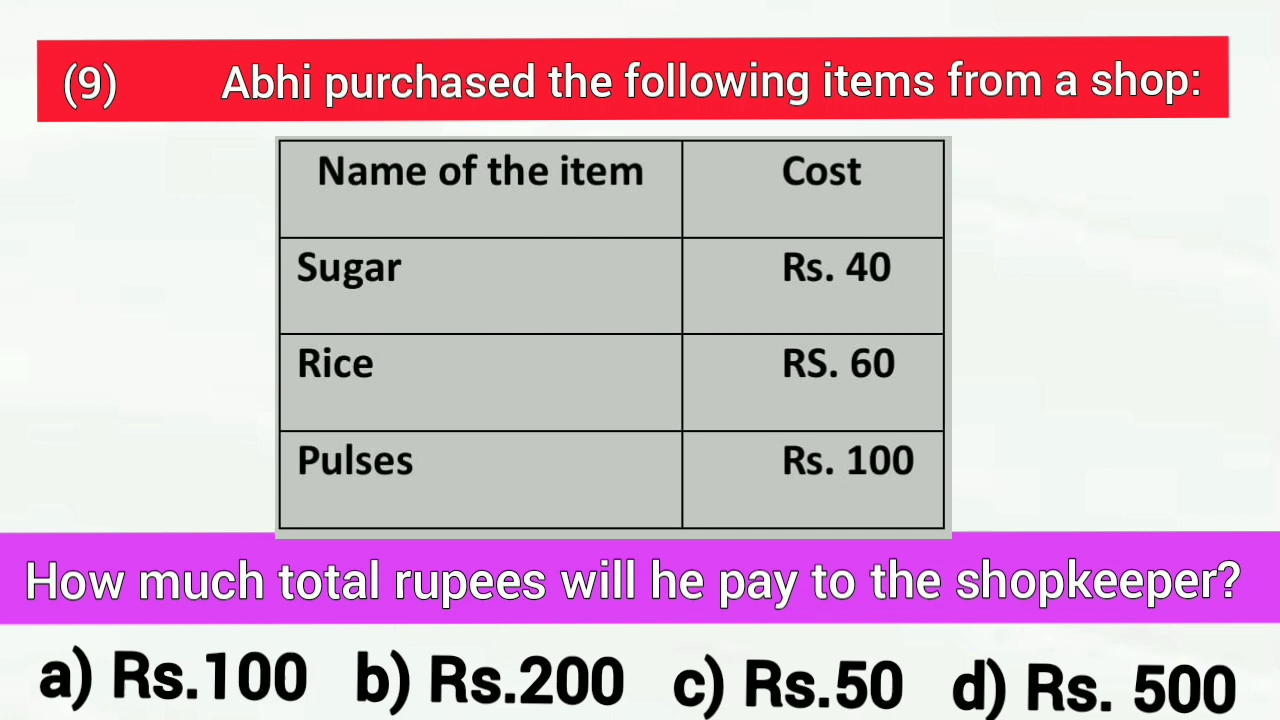 (9) Abhi purchased the following items from a shop:
Name of the item Cost
Sugar Rs. 40
Rice RS. 60
Pulses Rs. 100
How much total rupees will he pay to the shopkeeper?
a) Rs.100 b) Rs.200 c) Rs.50 d) Rs. 500